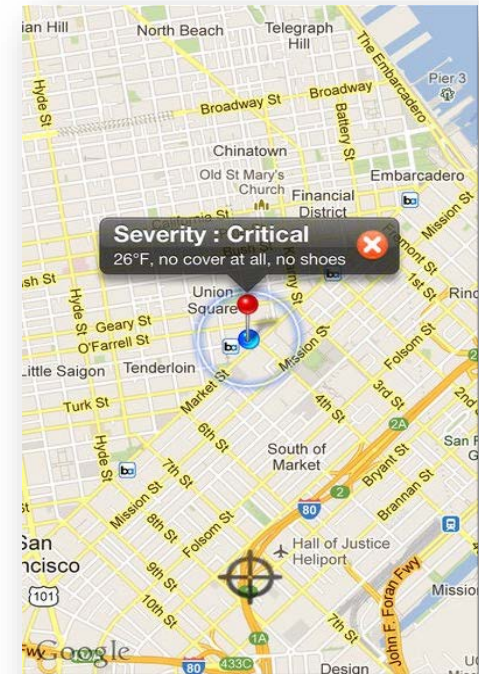 ian Hill
North Beach
Telegraph
Hill
The Embarcadero
Pier 3
Hyde St
Broadway St
Broadway
Battery St
Chinatown
Old St Mary's
Church
Embarcadero
Financial
District
Mission St
Severity : Critical
26°F, no cover at all, no shoes
Fremont St
1st St
sh St
Union
Square
Rinc
Hyde St
Geary St
O'Farrell St
Mission St
Folsom St
Little Saigon
Tenderloin
Market St
3rd St
2nd
4th St
Turk St
2A
6th St
Hyde St
South of
Market
San F
7th St
Bryant St
2
Mission St
Brannan St
80
8th St
Folsom St
San
ncisco
Hall of Justice
Heliport
9th St
101
10th St
Missio
7th St
John F. Foran Fwy
Google
1A
80
433C
Design